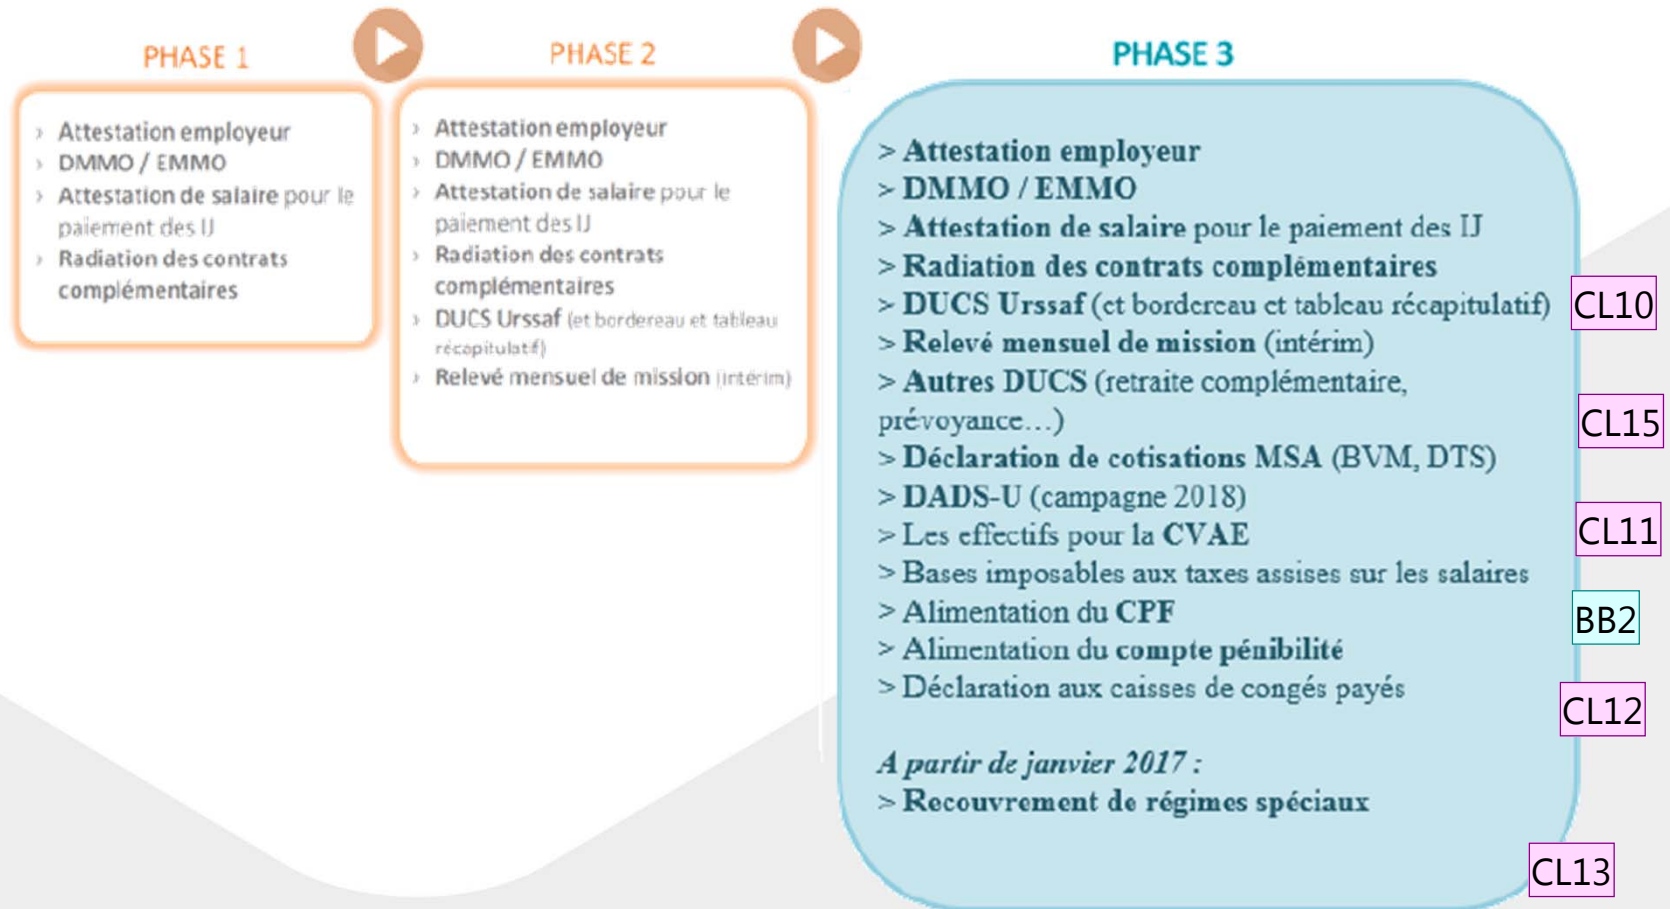 PHASE 1
Attestation employeur
DMMO / EMMO
Attestation de salaire pour le
paiement des IJ
Radiation des contrats
complémentaires
PHASE 2
Attestation employeur
DMMO / EMMO
Attestation de salaire pour le
paiement des IJ
Radiation des contrats
complémentaires
DUCS Urssaf (et bordereau et tableau
récapitulatif)
Relevé mensuel de mission (intérim)
PHASE 3
> Attestation employeur
> DMMO / EMMO
> Attestation de salaire pour le paiement des IJ
> Radiation des contrats complémentaires
> DUCS Urssaf (et bordereau et tableau récapitulatif)
> Relevé mensuel de mission (intérim)
> Autres DUCS (retraite complémentaire,
prévoyance…)
> Déclaration de cotisations MSA (BVM, DTS)
> DADS-U (campagne 2018)
> Les effectifs pour la CVAE
> Bases imposables aux taxes assises sur les salaires
> Alimentation du CPF
> Alimentation du compte pénibilité
> Déclaration aux caisses de congés payés
A partir de janvier 2017 :
> Recouvrement de régimes spéciaux
CL10
CL15
CL11
BB2
CL12
CL13